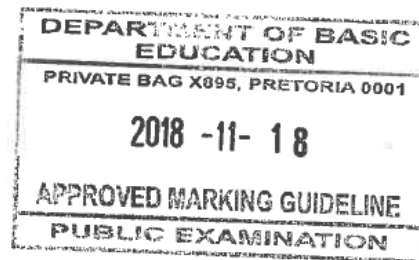 DEPARTMENT OF BASIC
EDUCATION
PRIVATE BAG X895, PRETORIA 0001
2018 -11- 18
APPROVED MARKING GUIDELINE
PUBLIC EXAMINATION